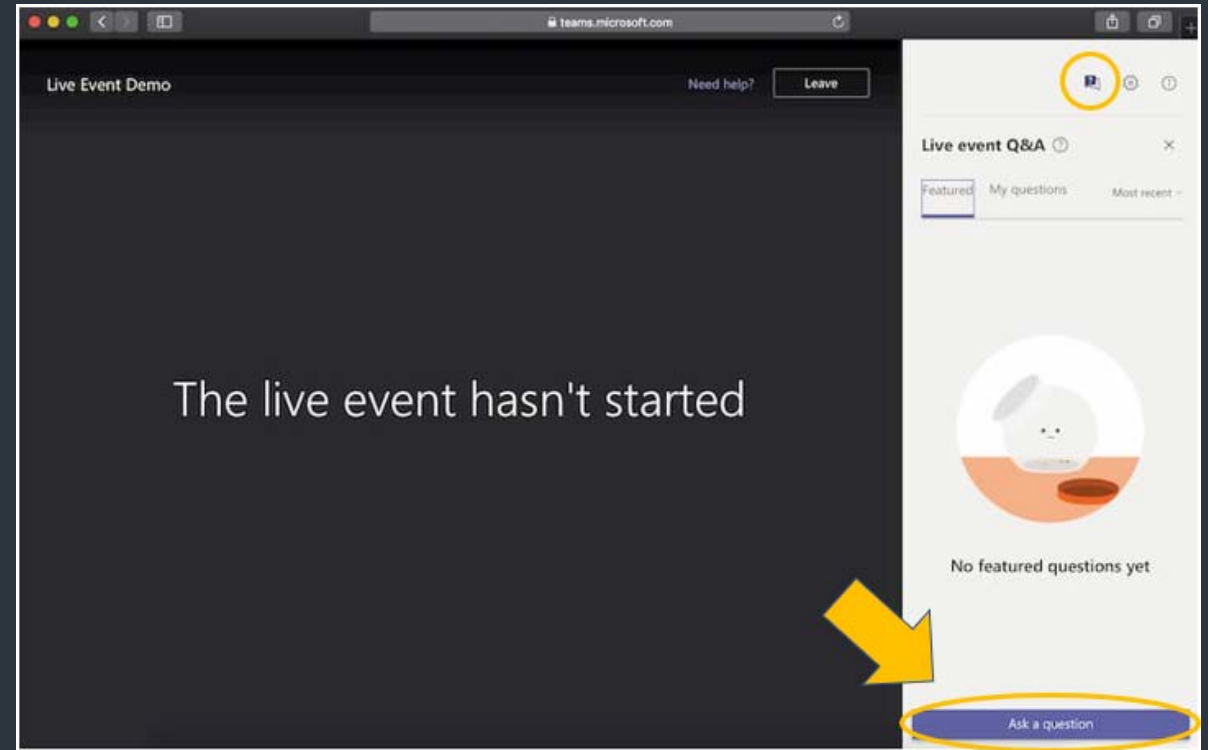 teams.microsoft.com
Live Event Demo
Need help?
Leave
Live event Q&A
Featured
My questions
Most recent
The live event hasn't started
No featured questions yet
Ask a question